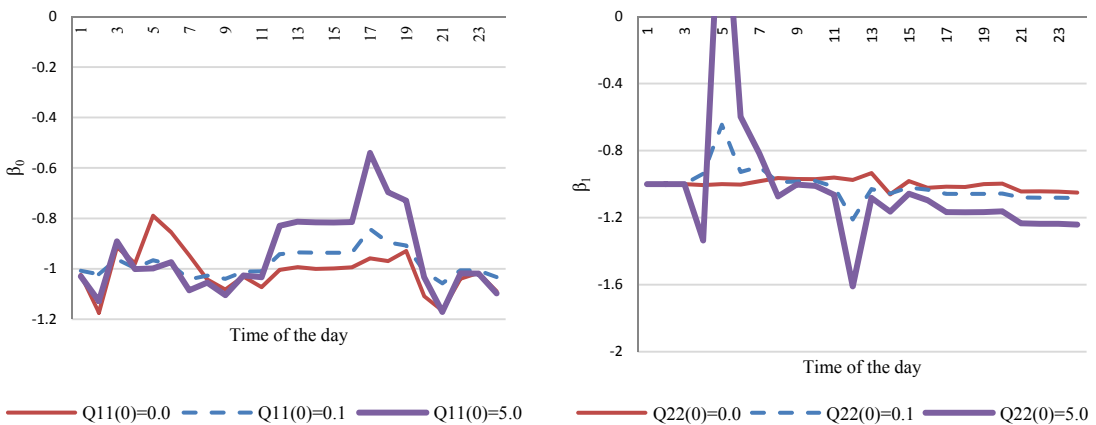 0
-0.2
-0.4
-0.6
-0.8
-1
-1.2
1 3 5 7 9 11 13 15 17 19 21 23
β0
Time of the day
Q11(0)=0.0 Q11(0)=0.1 Q11(0)=5.0
0
-0.4
-0.8
-1.2
-1.6
-2
1 3 5 7 9 11 13 15 17 19 21 23
β1
Time of the day
Q22(0)=0.0 Q22(0)=0.1 Q22(0)=5.0